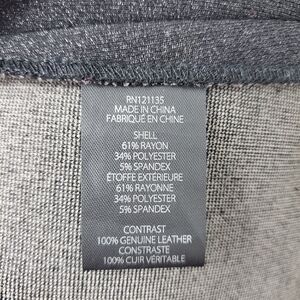 RN121135
MADE IN CHINA
FABRIQUÉ EN CHINE
SHELL
61% RAYON
34% POLYESTER
5% SPANDEX
ÉTOFFE EXTÉRIEURE
61% RAYONNE
34% POLYESTER
5% SPANDEX
CONTRAST
100% GENUINE LEATHER
CONSTRASTE
100% CUIR VÉRITABLE